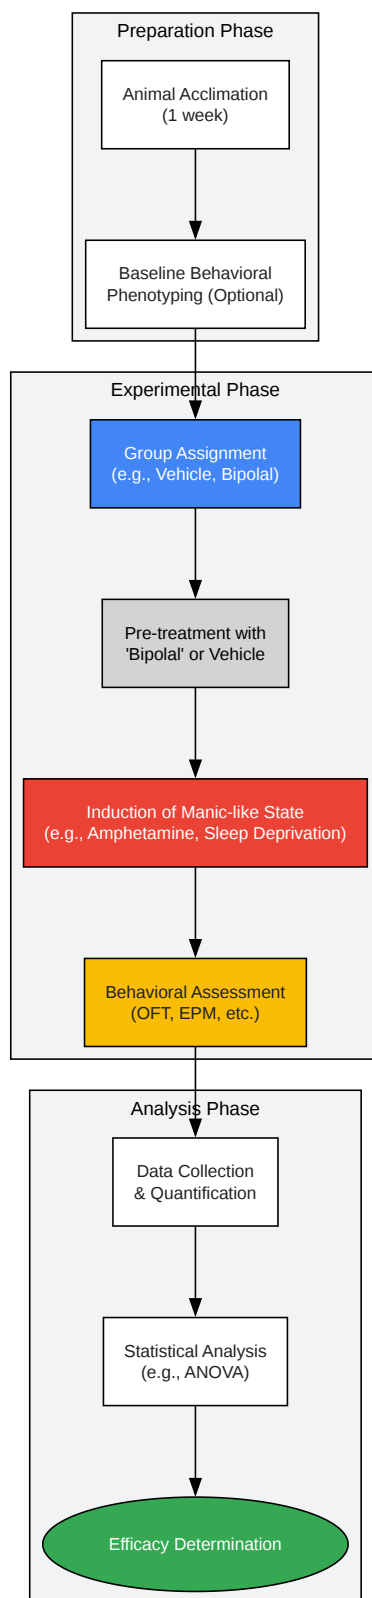 Preparation Phase
Animal Acclimation
(1 week)
Baseline Behavioral
Phenotyping (Optional)
Experimental Phase
Group Assignment
(e.g., Vehicle, Bipolal)
Pre-treatment with
'Bipolal' or Vehicle
Induction of Manic-like State
(e.g., Amphetamine, Sleep Deprivation)
Behavioral Assessment
(OFT, EPM, etc.)
Analysis Phase
Data Collection
& Quantification
Statistical Analysis
(e.g., ANOVA)
Efficacy Determination